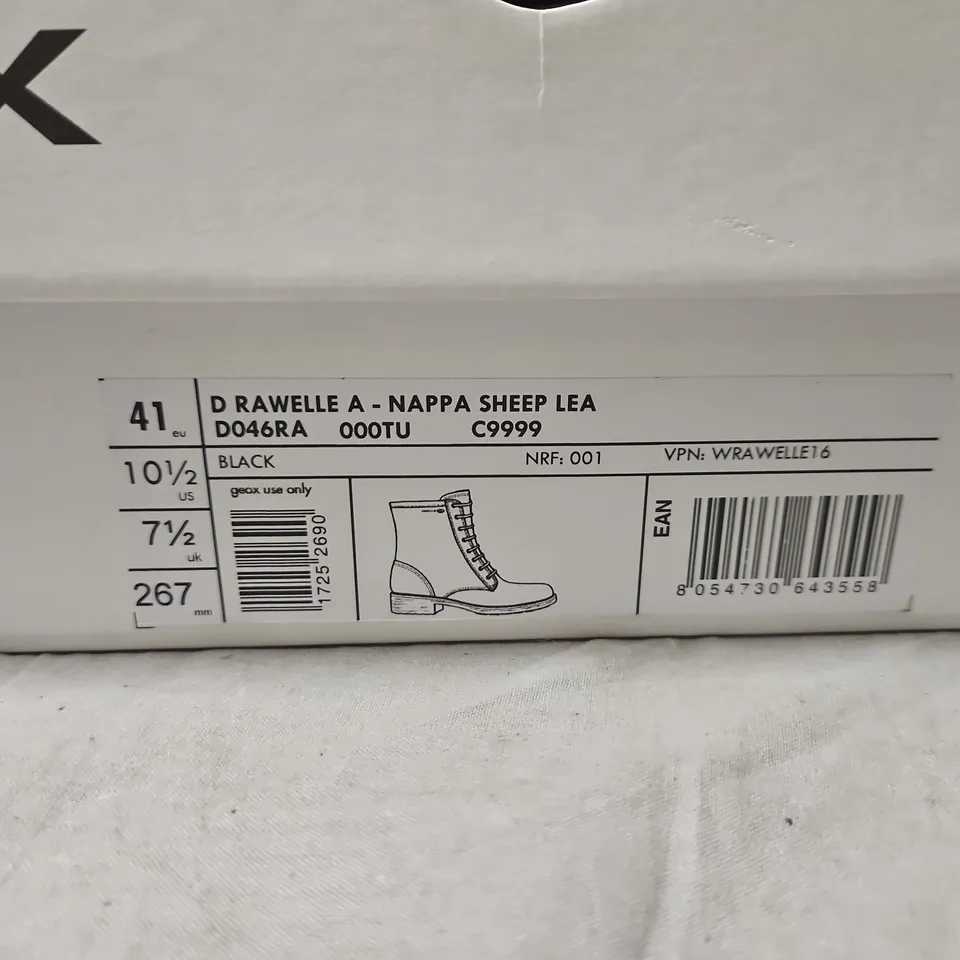 X
41 eu
D RAWELLE A - NAPPA SHEEP LEA
D046RA 000TU C9999
10½ US
BLACK NRF: 001 VPN: WRAWELLE16
7½ uk
267 mm
geox use only
1725 2690
EAN
8 054730 643558